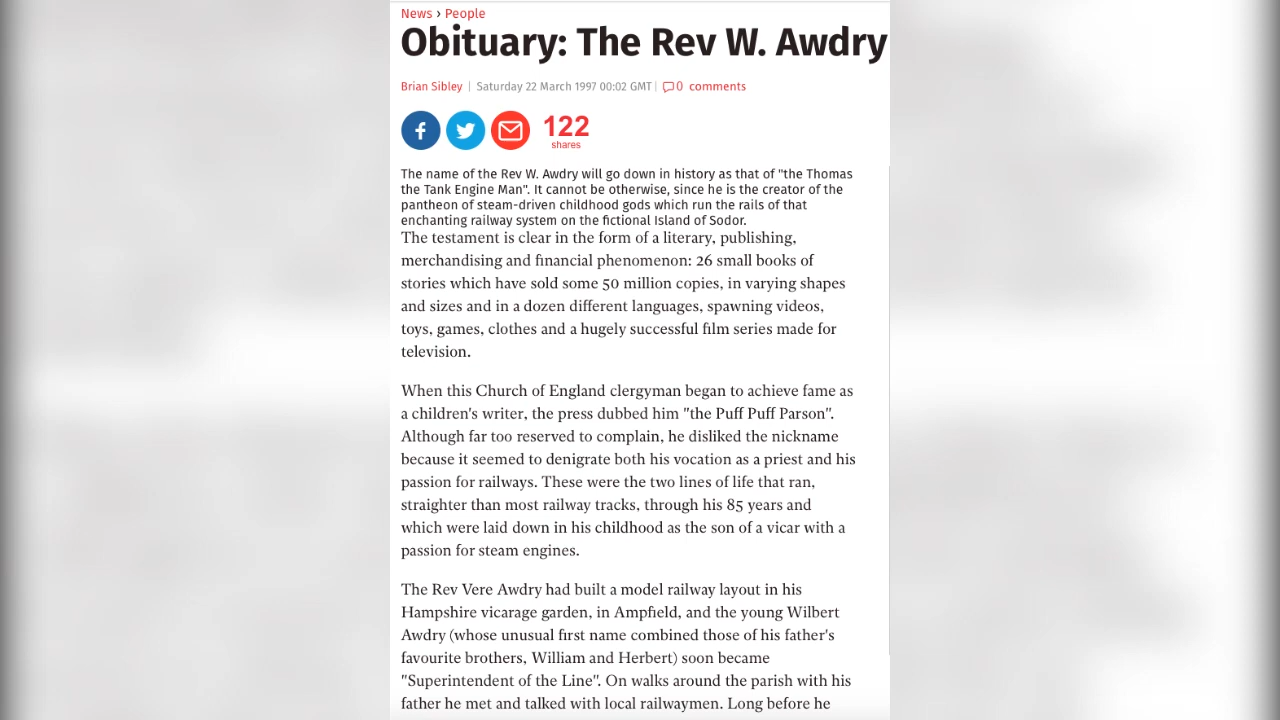 News › People
Obituary: The Rev W. Awdry
Brian Sibley | Saturday 22 March 1997 00:02 GMT | 0 comments
122
shares
The name of the Rev W. Awdry will go down in history as that of "the Thomas
the Tank Engine Man". It cannot be otherwise, since he is the creator of the
pantheon of steam-driven childhood gods which run the rails of that
enchanting railway system on the fictional Island of Sodor.
The testament is clear in the form of a literary, publishing,
merchandising and financial phenomenon: 26 small books of
stories which have sold some 50 million copies, in varying shapes
and sizes and in a dozen different languages, spawning videos,
toys, games, clothes and a hugely successful film series made for
television.
When this Church of England clergyman began to achieve fame as
a children's writer, the press dubbed him "the Puff Puff Parson".
Although far too reserved to complain, he disliked the nickname
because it seemed to denigrate both his vocation as a priest and his
passion for railways. These were the two lines of life that ran,
straighter than most railway tracks, through his 85 years and
which were laid down in his childhood as the son of a vicar with a
passion for steam engines.
The Rev Vere Awdry had built a model railway layout in his
Hampshire vicarage garden, in Ampfield, and the young Wilbert
Awdry (whose unusual first name combined those of his father's
favourite brothers, William and Herbert) soon became
"Superintendent of the Line". On walks around the parish with his
father he met and talked with local railwaymen. Long before he